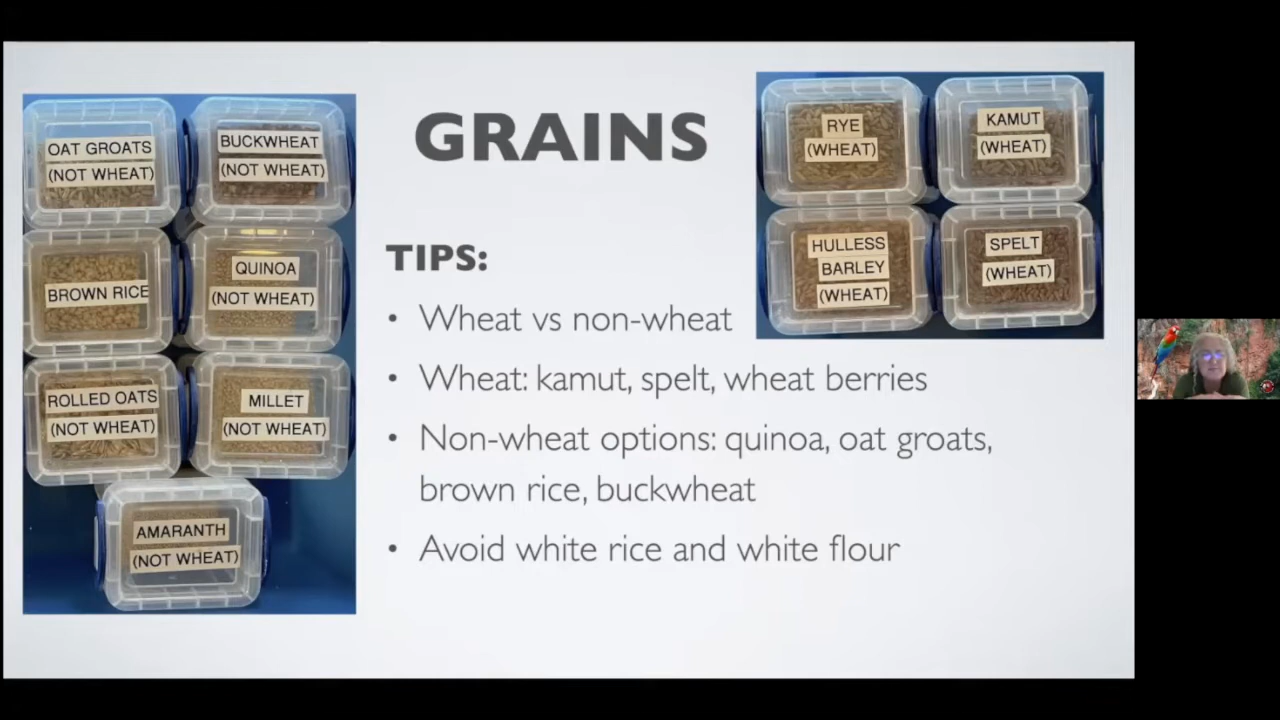 GRAINS
OAT GROATS
(NOT WHEAT)
BUCKWHEAT
(NOT WHEAT)
BROWN RICE
QUINOA
(NOT WHEAT)
ROLLED OATS
(NOT WHEAT)
MILLET
(NOT WHEAT)
AMARANTH
(NOT WHEAT)
RYE
(WHEAT)
KAMUT
(WHEAT)
HULLESS
BARLEY
(WHEAT)
SPELT
(WHEAT)
TIPS:
• Wheat vs non-wheat
• Wheat: kamut, spelt, wheat berries
• Non-wheat options: quinoa, oat groats,
brown rice, buckwheat
• Avoid white rice and white flour